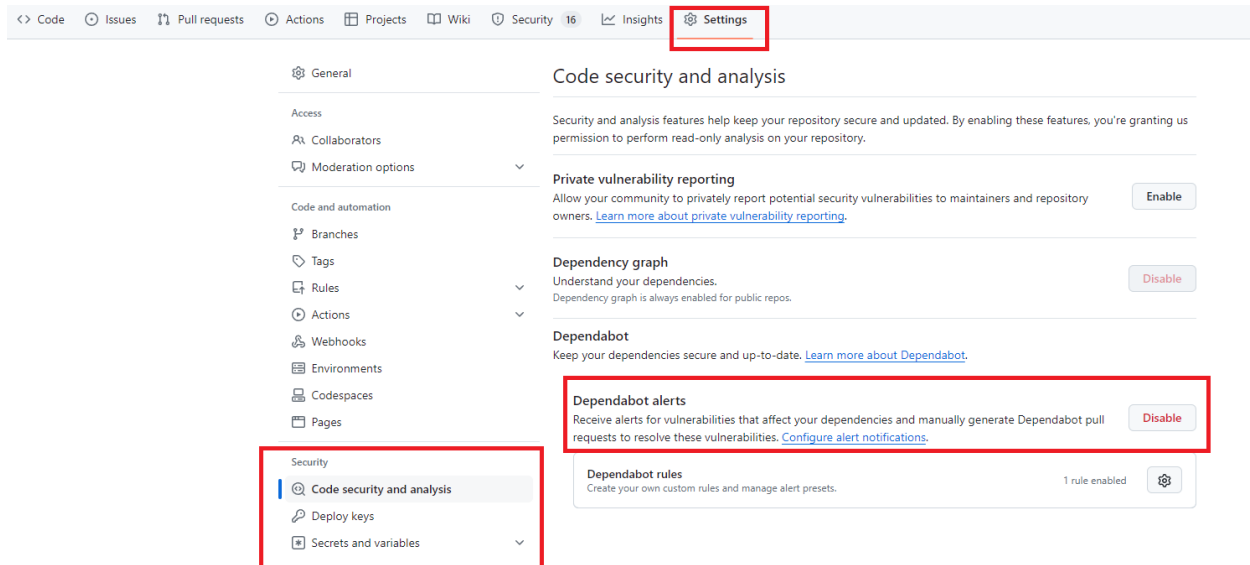 Code Issues Pull requests Actions Projects Wiki Security 16 Insights Settings
General
Access
Collaborators
Moderation options
Code and automation
Branches
Tags
Rules
Actions
Webhooks
Environments
Codespaces
Pages
Security
Code security and analysis
Deploy keys
Secrets and variables
Code security and analysis
Security and analysis features help keep your repository secure and updated. By enabling these features, you're granting us
permission to perform read-only analysis on your repository.
Private vulnerability reporting
Allow your community to privately report potential security vulnerabilities to maintainers and repository
owners. Learn more about private vulnerability reporting.
Enable
Dependency graph
Understand your dependencies.
Dependency graph is always enabled for public repos.
Disable
Dependabot
Keep your dependencies secure and up-to-date. Learn more about Dependabot.
Dependabot alerts
Receive alerts for vulnerabilities that affect your dependencies and manually generate Dependabot pull
requests to resolve these vulnerabilities. Configure alert notifications.
Disable
Dependabot rules
Create your own custom rules and manage alert presets.
1 rule enabled